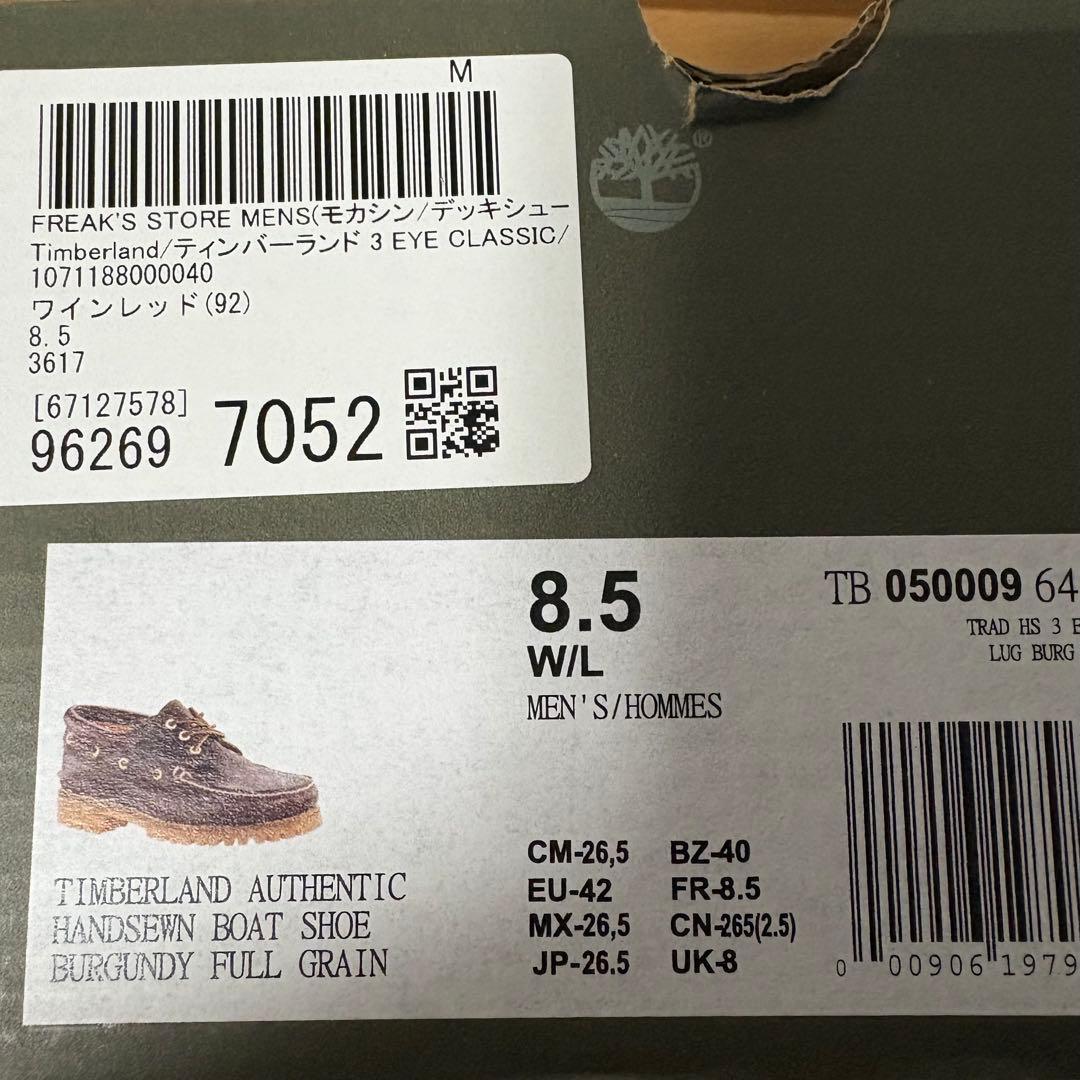 M
FREAK'S STORE MENS(モカシン/デッキシュー
Timberland/ティンバーランド 3 EYE CLASSIC/
1071188000040
ワインレッド(92)
8.5
3617
[67127578]
96269 7052
®
8.5
W/L
MEN'S/HOMMES
TB 050009 64
TRAD HS 3 E
LUG BURG
TIMBERLAND AUTHENTIC
HANDSEWN BOAT SHOE
BURGUNDY FULL GRAIN
CM-26,5 BZ-40
EU-42 FR-8.5
MX-26,5 CN-265(2.5)
JP-26.5 UK-8
0 00906 1979